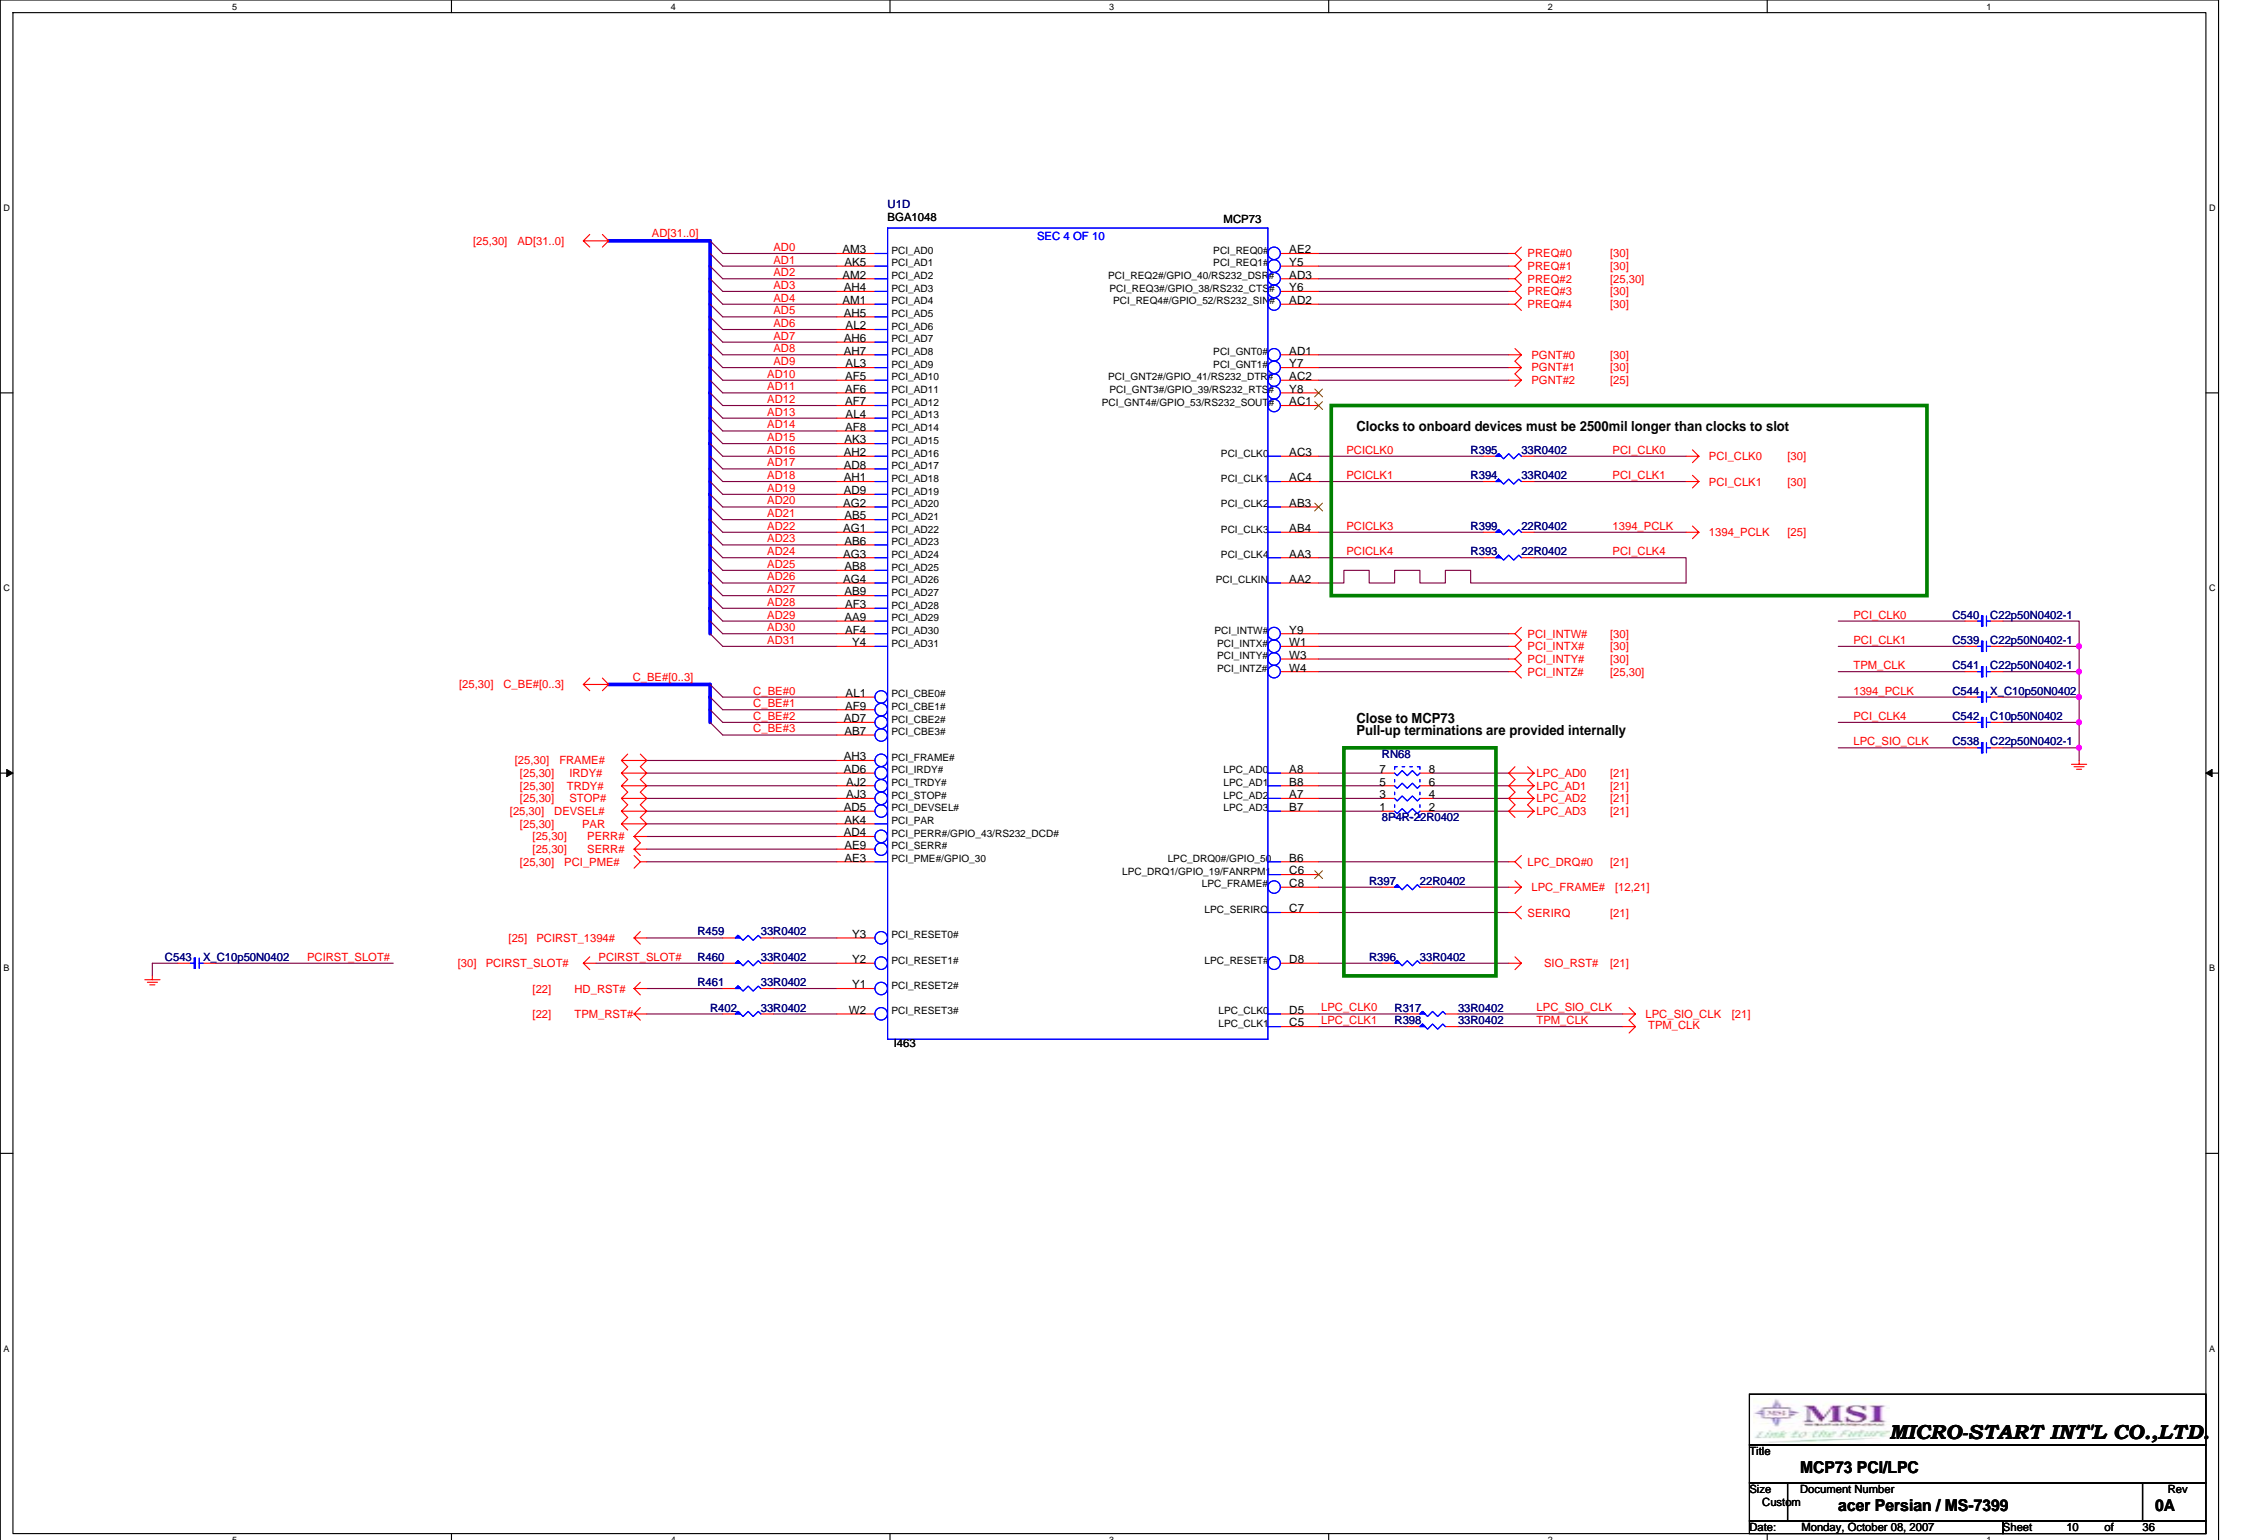 5 4 3 2 1
D D
C C
B B
A A
U1D
BGA1048
MCP73
SEC 4 OF 10
[25,30] AD[31..0] AD[31..0]
AD0 AM3 PCI_AD0
AD1 AK5 PCI_AD1
AD2 AM2 PCI_AD2
AD3 AH4 PCI_AD3
AD4 AM1 PCI_AD4
AD5 AH5 PCI_AD5
AD6 AL2 PCI_AD6
AD7 AH6 PCI_AD7
AD8 AH7 PCI_AD8
AD9 AL3 PCI_AD9
AD10 AF5 PCI_AD10
AD11 AF6 PCI_AD11
AD12 AF7 PCI_AD12
AD13 AL4 PCI_AD13
AD14 AF8 PCI_AD14
AD15 AK3 PCI_AD15
AD16 AH2 PCI_AD16
AD17 AD8 PCI_AD17
AD18 AH1 PCI_AD18
AD19 AD9 PCI_AD19
AD20 AG2 PCI_AD20
AD21 AB5 PCI_AD21
AD22 AG1 PCI_AD22
AD23 AB6 PCI_AD23
AD24 AG3 PCI_AD24
AD25 AB8 PCI_AD25
AD26 AG4 PCI_AD26
AD27 AB9 PCI_AD27
AD28 AF3 PCI_AD28
AD29 AA9 PCI_AD29
AD30 AF4 PCI_AD30
AD31 Y4 PCI_AD31
[25,30] C_BE#[0..3] C_BE#[0..3]
C_BE#0 AL1 PCI_CBE0#
C_BE#1 AF9 PCI_CBE1#
C_BE#2 AD7 PCI_CBE2#
C_BE#3 AB7 PCI_CBE3#
[25,30] FRAME# AH3 PCI_FRAME#
[25,30] IRDY# AD6 PCI_IRDY#
[25,30] TRDY# AJ2 PCI_TRDY#
[25,30] STOP# AJ3 PCI_STOP#
[25,30] DEVSEL# AD5 PCI_DEVSEL#
[25,30] PAR AK4 PCI_PAR
[25,30] PERR# AD4 PCI_PERR#/GPIO_43/RS232_DCD#
[25,30] SERR# AE9 PCI_SERR#
[25,30] PCI_PME# AE3 PCI_PME#/GPIO_30
[25] PCIRST_1394# R459 33R0402 Y3 PCI_RESET0#
C543 X_C10p50N0402 PCIRST_SLOT#
[30] PCIRST_SLOT# PCIRST_SLOT# R460 33R0402 Y2 PCI_RESET1#
[22] HD_RST# R461 33R0402 Y1 PCI_RESET2#
[22] TPM_RST# R402 33R0402 W2 PCI_RESET3#
I463
PCI_REQ0# AE2 PREQ#0 [30]
PCI_REQ1# Y5 PREQ#1 [30]
PCI_REQ2#/GPIO_40/RS232_DSR# AD3 PREQ#2 [25,30]
PCI_REQ3#/GPIO_38/RS232_CTS# Y6 PREQ#3 [30]
PCI_REQ4#/GPIO_52/RS232_SIN# AD2 PREQ#4 [30]
PCI_GNT0# AD1 PGNT#0 [30]
PCI_GNT1# Y7 PGNT#1 [30]
PCI_GNT2#/GPIO_41/RS232_DTR# AC2 PGNT#2 [25]
PCI_GNT3#/GPIO_39/RS232_RTS# Y8
PCI_GNT4#/GPIO_53/RS232_SOUT# AC1
Clocks to onboard devices must be 2500mil longer than clocks to slot
PCI_CLK0 AC3 PCICLK0 R395 33R0402 PCI_CLK0 PCI_CLK0 [30]
PCI_CLK1 AC4 PCICLK1 R394 33R0402 PCI_CLK1 PCI_CLK1 [30]
PCI_CLK2 AB3
PCI_CLK3 AB4 PCICLK3 R399 22R0402 1394_PCLK 1394_PCLK [25]
PCI_CLK4 AA3 PCICLK4 R393 22R0402 PCI_CLK4
PCI_CLKIN AA2
PCI_INTW# Y9 PCI_INTW# [30]
PCI_INTX# W1 PCI_INTX# [30]
PCI_INTY# W3 PCI_INTY# [30]
PCI_INTZ# W4 PCI_INTZ# [25,30]
PCI_CLK0 C540 C22p50N0402-1
PCI_CLK1 C539 C22p50N0402-1
TPM_CLK C541 C22p50N0402-1
1394_PCLK C544 X_C10p50N0402
PCI_CLK4 C542 C10p50N0402
LPC_SIO_CLK C538 C22p50N0402-1
Close to MCP73
Pull-up terminations are provided internally
RN68
LPC_AD0 A8 7 8 LPC_AD0 [21]
LPC_AD1 B8 5 6 LPC_AD1 [21]
LPC_AD2 A7 3 4 LPC_AD2 [21]
LPC_AD3 B7 1 2 LPC_AD3 [21]
8P4R-22R0402
LPC_DRQ0#/GPIO_50 B6 LPC_DRQ#0 [21]
LPC_DRQ1/GPIO_19/FANRPM1 C6
LPC_FRAME# C8 R397 22R0402 LPC_FRAME# [12,21]
LPC_SERIRQ C7 SERIRQ [21]
LPC_RESET# D8 R396 33R0402 SIO_RST# [21]
LPC_CLK0 D5 LPC_CLK0 R317 33R0402 LPC_SIO_CLK LPC_SIO_CLK [21]
LPC_CLK1 C5 LPC_CLK1 R398 33R0402 TPM_CLK TPM_CLK
MSI
Link to the Future
MICRO-START INT'L CO.,LTD.
Title
MCP73 PCI/LPC
Size Document Number Rev
Custom acer Persian / MS-7399 0A
Date: Monday, October 08, 2007 Sheet 10 of 36
5 4 3 2 1